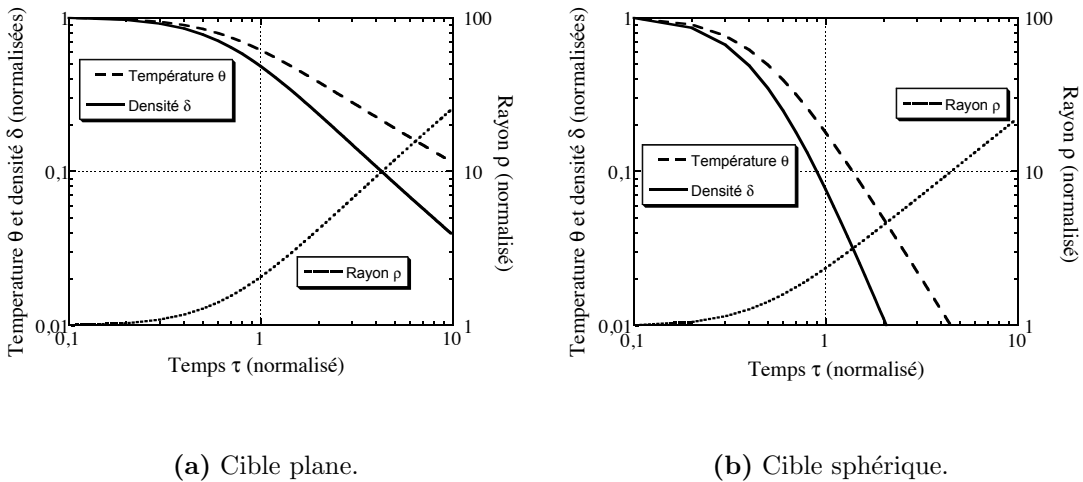 Temperature θ et densité δ (normalisées)
1
0,1
0,01
Température θ
Densité δ
Rayon ρ
100
10
1
Rayon ρ (normalisé)
0,1
1
10
Temps τ (normalisé)
(a) Cible plane.
Temperature θ et densité δ (normalisées)
1
0,1
0,01
Rayon ρ
Température θ
Densité δ
100
10
1
Rayon ρ (normalisé)
0,1
1
10
Temps τ (normalisé)
(b) Cible sphérique.